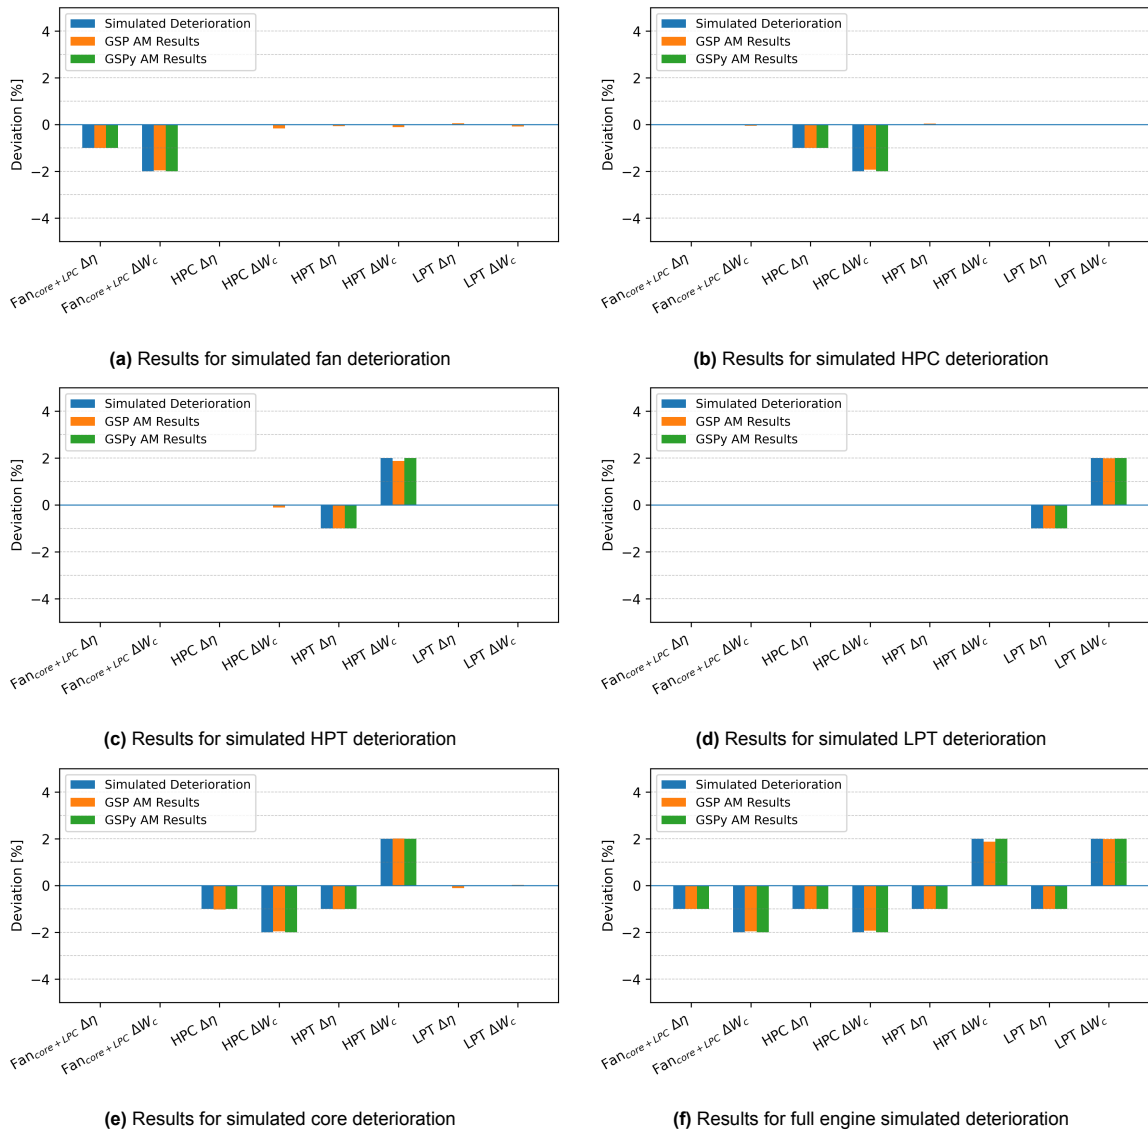 Simulated Deterioration
GSP AM Results
GSPy AM Results
Deviation [%]
4
2
0
−2
−4
Fan_core+LPC Δη
Fan_core+LPC ΔW_c
HPC Δη
HPC ΔW_c
HPT Δη
HPT ΔW_c
LPT Δη
LPT ΔW_c
(a) Results for simulated fan deterioration
Simulated Deterioration
GSP AM Results
GSPy AM Results
Deviation [%]
4
2
0
−2
−4
Fan_core+LPC Δη
Fan_core+LPC ΔW_c
HPC Δη
HPC ΔW_c
HPT Δη
HPT ΔW_c
LPT Δη
LPT ΔW_c
(b) Results for simulated HPC deterioration
Simulated Deterioration
GSP AM Results
GSPy AM Results
Deviation [%]
4
2
0
−2
−4
Fan_core+LPC Δη
Fan_core+LPC ΔW_c
HPC Δη
HPC ΔW_c
HPT Δη
HPT ΔW_c
LPT Δη
LPT ΔW_c
(c) Results for simulated HPT deterioration
Simulated Deterioration
GSP AM Results
GSPy AM Results
Deviation [%]
4
2
0
−2
−4
Fan_core+LPC Δη
Fan_core+LPC ΔW_c
HPC Δη
HPC ΔW_c
HPT Δη
HPT ΔW_c
LPT Δη
LPT ΔW_c
(d) Results for simulated LPT deterioration
Simulated Deterioration
GSP AM Results
GSPy AM Results
Deviation [%]
4
2
0
−2
−4
Fan_core+LPC Δη
Fan_core+LPC ΔW_c
HPC Δη
HPC ΔW_c
HPT Δη
HPT ΔW_c
LPT Δη
LPT ΔW_c
(e) Results for simulated core deterioration
Simulated Deterioration
GSP AM Results
GSPy AM Results
Deviation [%]
4
2
0
−2
−4
Fan_core+LPC Δη
Fan_core+LPC ΔW_c
HPC Δη
HPC ΔW_c
HPT Δη
HPT ΔW_c
LPT Δη
LPT ΔW_c
(f) Results for full engine simulated deterioration